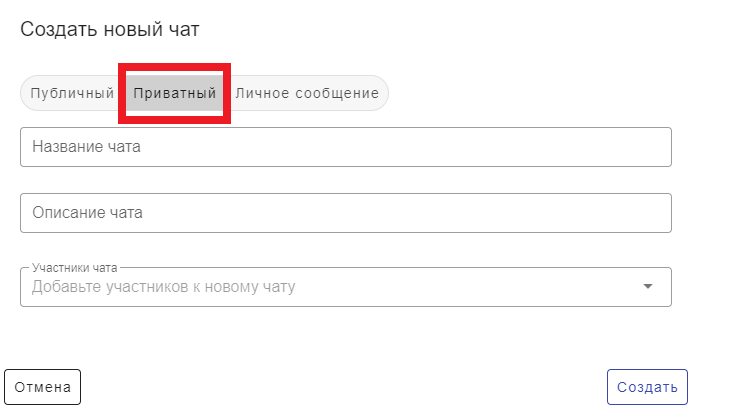 Создать новый чат
Публичный Приватный Личное сообщение
Название чата
Описание чата
Участники чата
Добавьте участников к новому чату
Отмена Создать